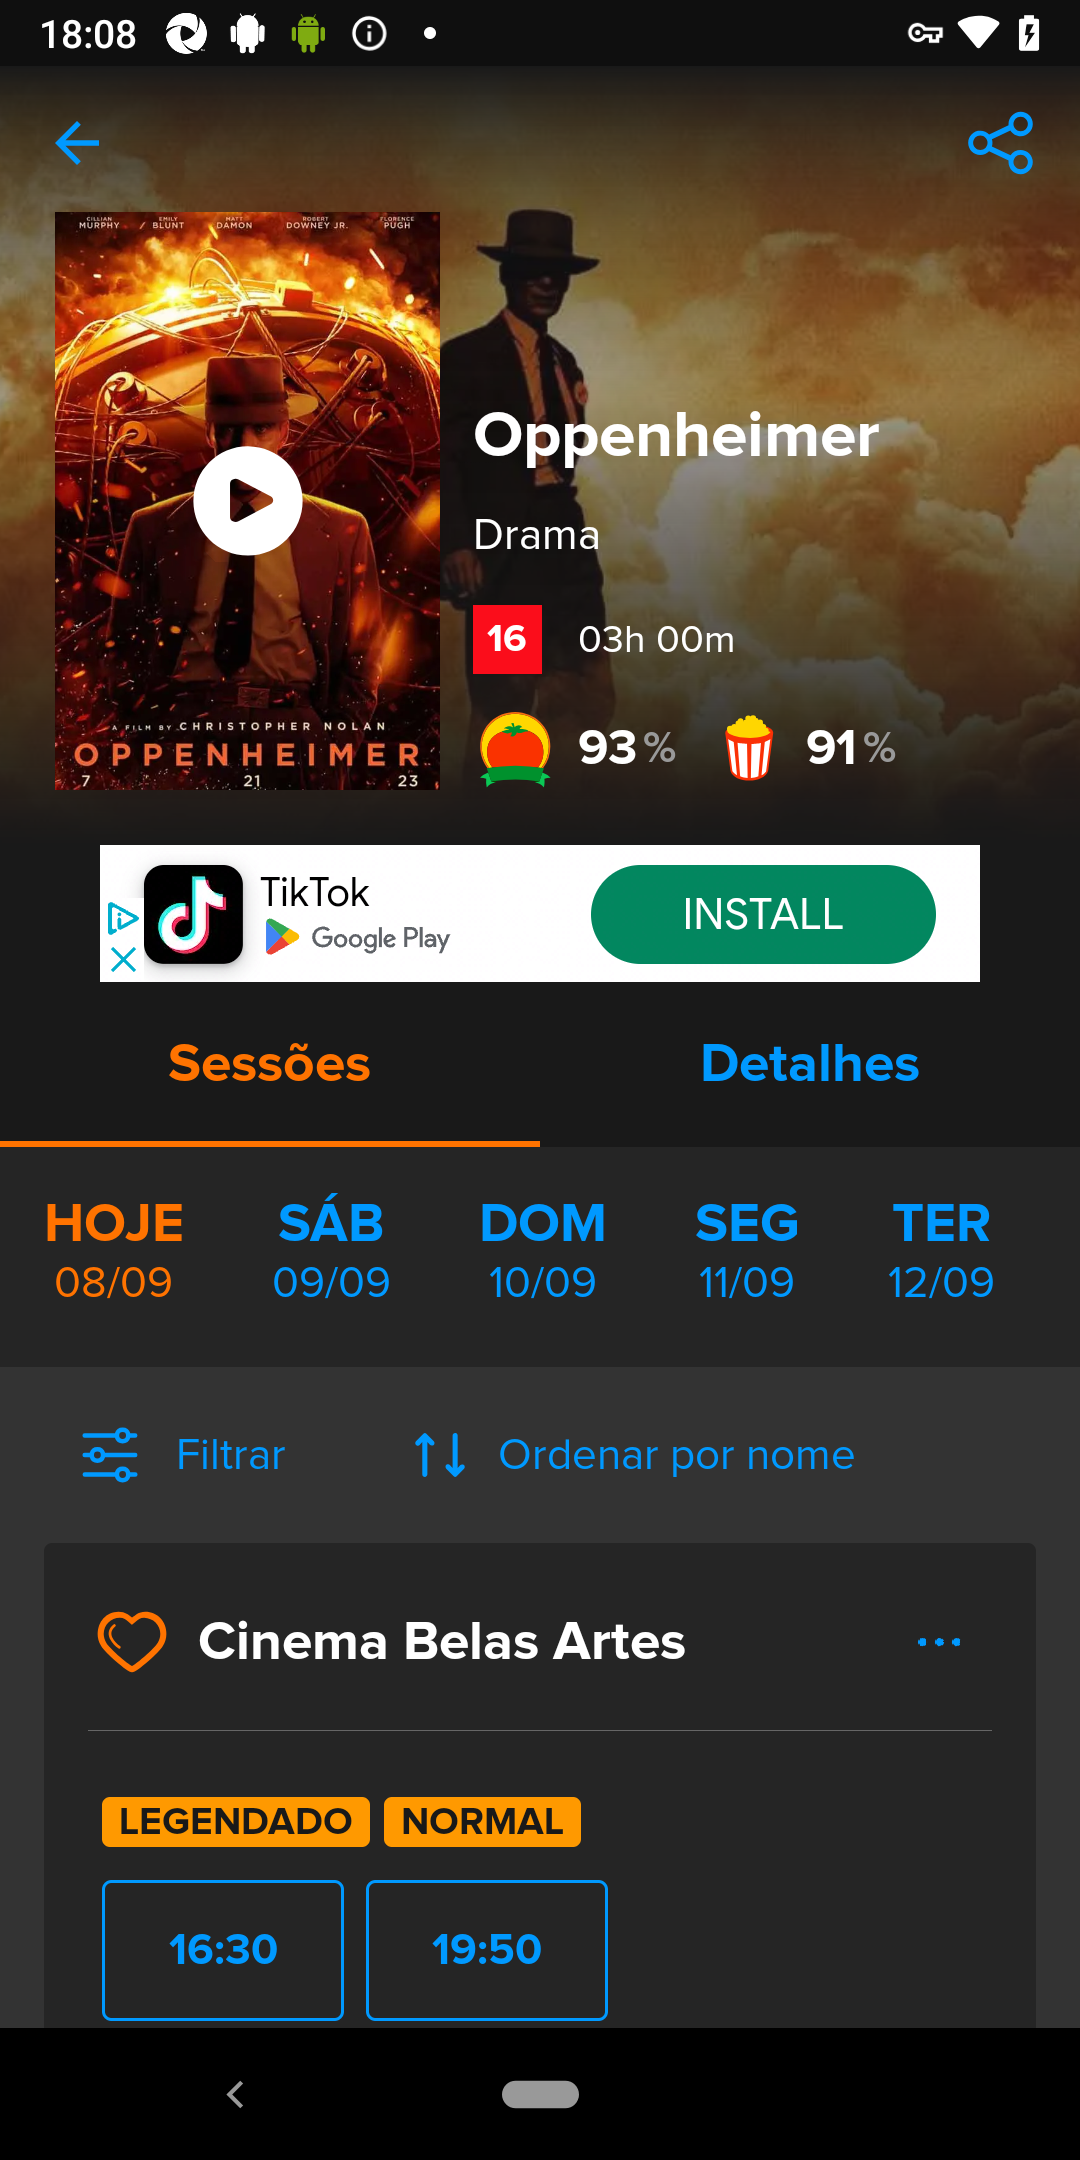 18:08
CILLIAN MURPHY / EMILY BLUNT MATT DAMON ROBERT DOWNEY JR. FLORENCE PUGH
A FILM BY CHRISTOPHER NOLAN
OPPENHEIMER
7 21 23
Oppenheimer
Drama
16 03h 00m
93% 91%
TikTok
Google Play
INSTALL
Sessões Detalhes
HOJE SÁB DOM SEG TER
08/09 09/09 10/09 11/09 12/09
Filtrar Ordenar por nome
Cinema Belas Artes
LEGENDADO NORMAL
16:30 19:50